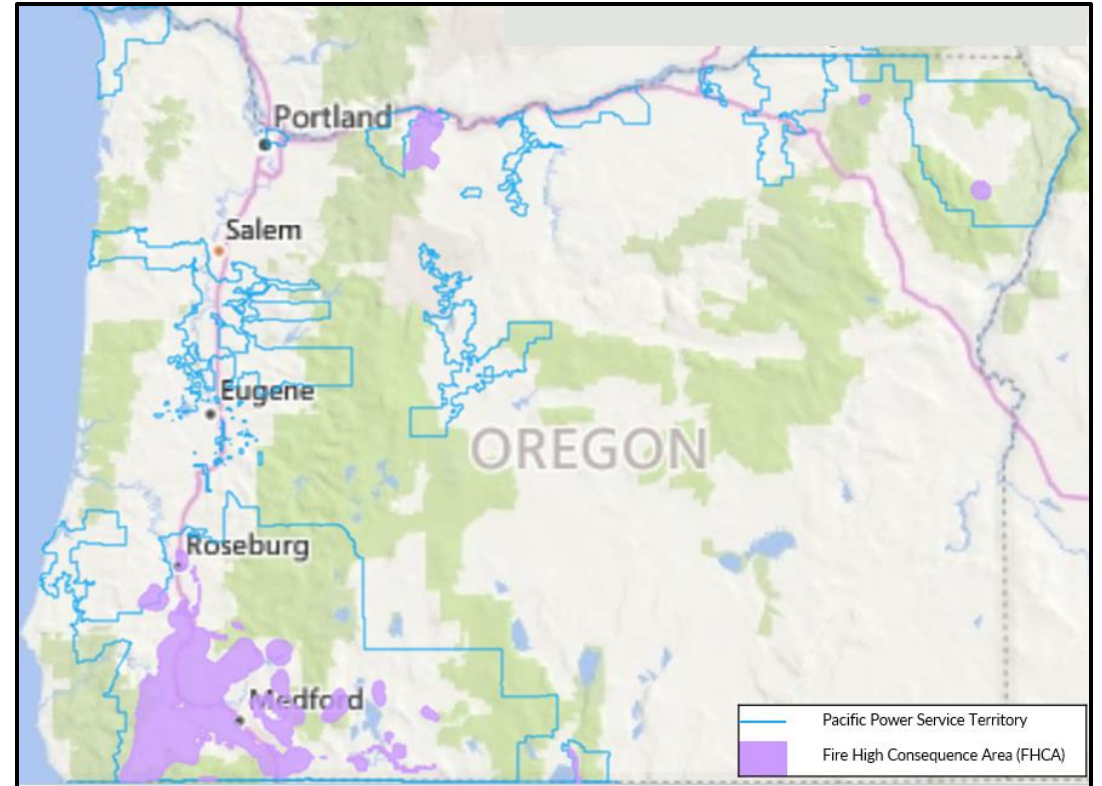 Portland
Salem
Eugene
OREGON
Roseburg
Medford
Pacific Power Service Territory
Fire High Consequence Area (FHCA)